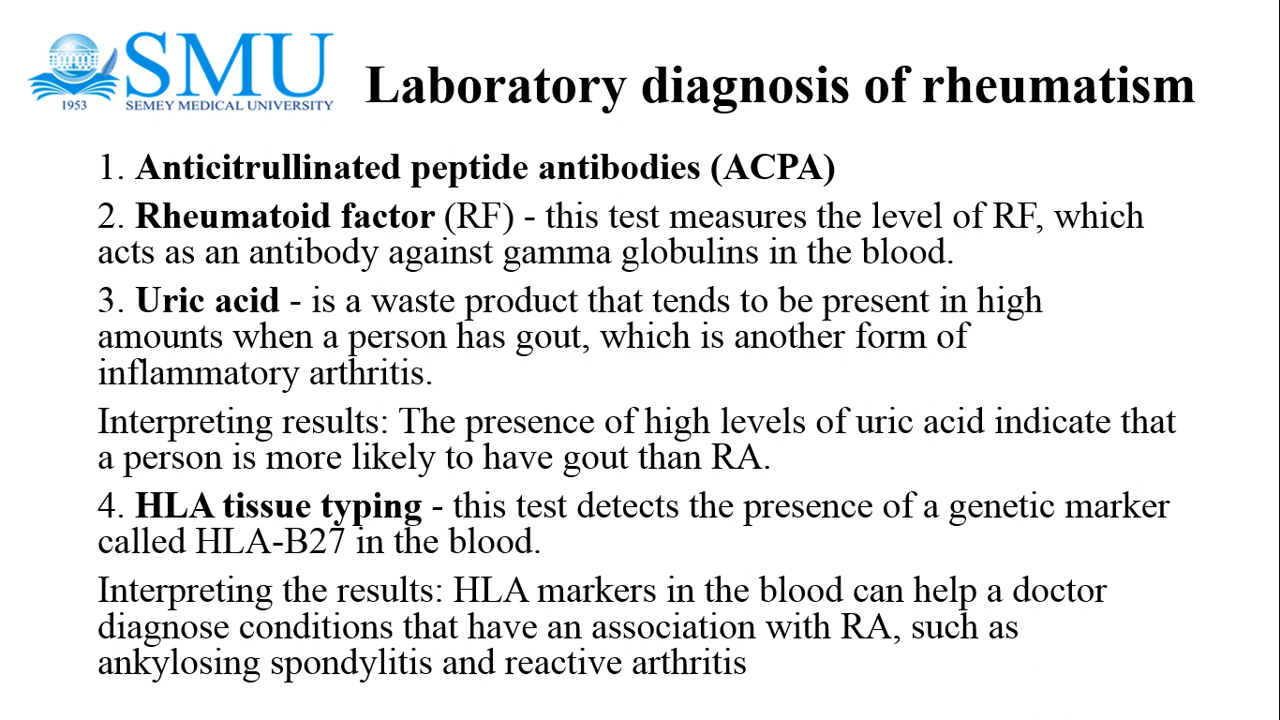 SMU
1953
SEMEY MEDICAL UNIVERSITY
Laboratory diagnosis of rheumatism
1. Anticitrullinated peptide antibodies (ACPA)
2. Rheumatoid factor (RF) - this test measures the level of RF, which
acts as an antibody against gamma globulins in the blood.
3. Uric acid - is a waste product that tends to be present in high
amounts when a person has gout, which is another form of
inflammatory arthritis.
Interpreting results: The presence of high levels of uric acid indicate that
a person is more likely to have gout than RA.
4. HLA tissue typing - this test detects the presence of a genetic marker
called HLA-B27 in the blood.
Interpreting the results: HLA markers in the blood can help a doctor
diagnose conditions that have an association with RA, such as
ankylosing spondylitis and reactive arthritis